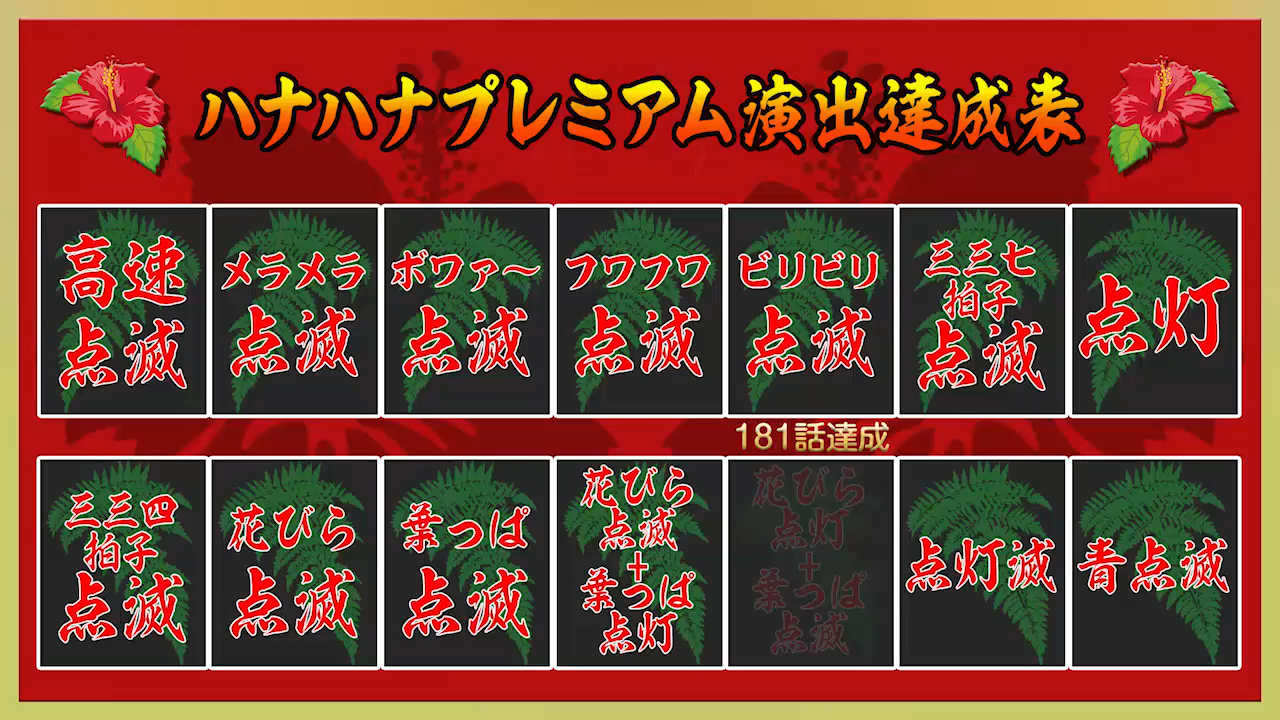 ハナハナプレミアム演出達成表
高速
点滅
メラメラ
点滅
ボワァ〜
点滅
フワフワ
点滅
ビリビリ
点滅
三三七
拍子
点滅
点灯
三三四
拍子
点滅
花びら
点滅
葉っぱ
点滅
花びら
点滅
+
葉っぱ
点灯
181話達成
花びら
点灯
+
葉っぱ
点滅
点灯滅
青点滅